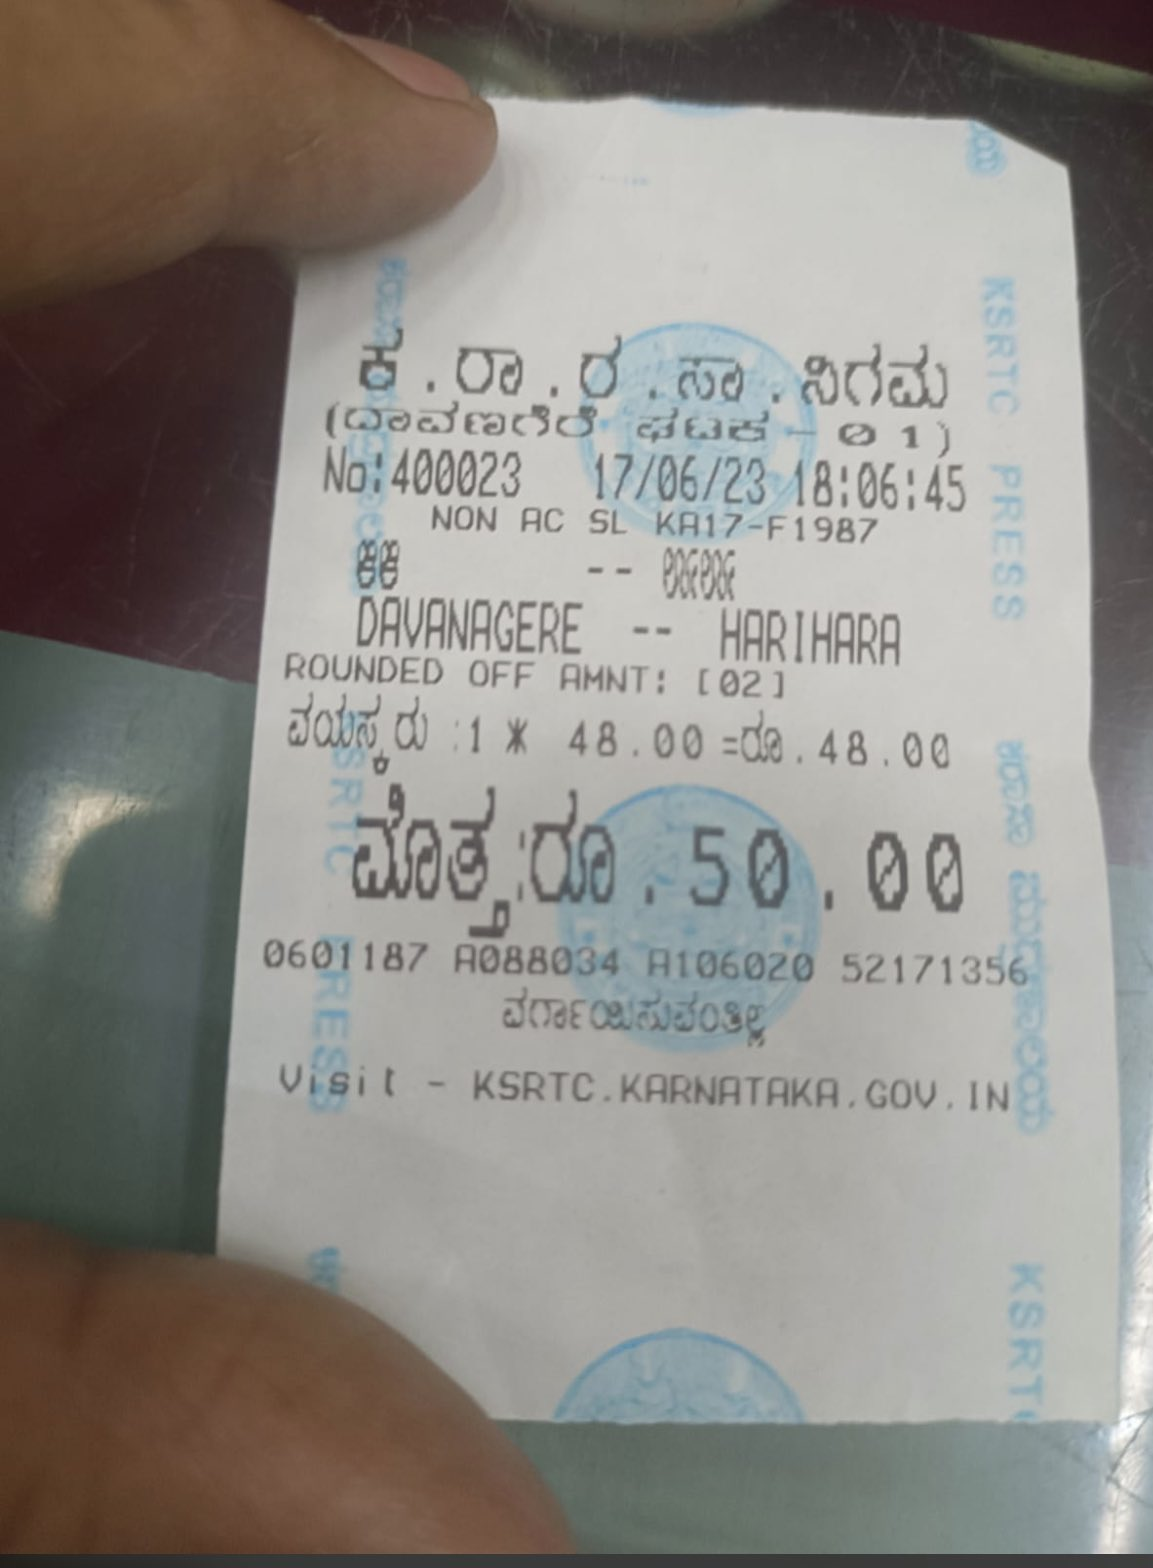 ಕ.ರಾ.ರ.ಸಾ.ನಿಗಮ
(ದಾವಣಗೆರೆ ಘಟಕ - 01)
No:400023 17/06/23 18:06:45
NON AC SL KA17-F1987
--
DAVANAGERE -- HARIHARA
ROUNDED OFF AMNT: [02]
ವಯಸ್ಕರು :1 * 48.00 =ರೂ.48.00
ಮೊತ್ತ:ರೂ.50.00
0601187 A088034 A106020 52171356
ವರ್ಗಾಯಿಸುವಂತಿಲ್ಲ
Visit - KSRTC.KARNATAKA.GOV.IN
KSRTC PRESS
KSRTC PRESS
KSRTC